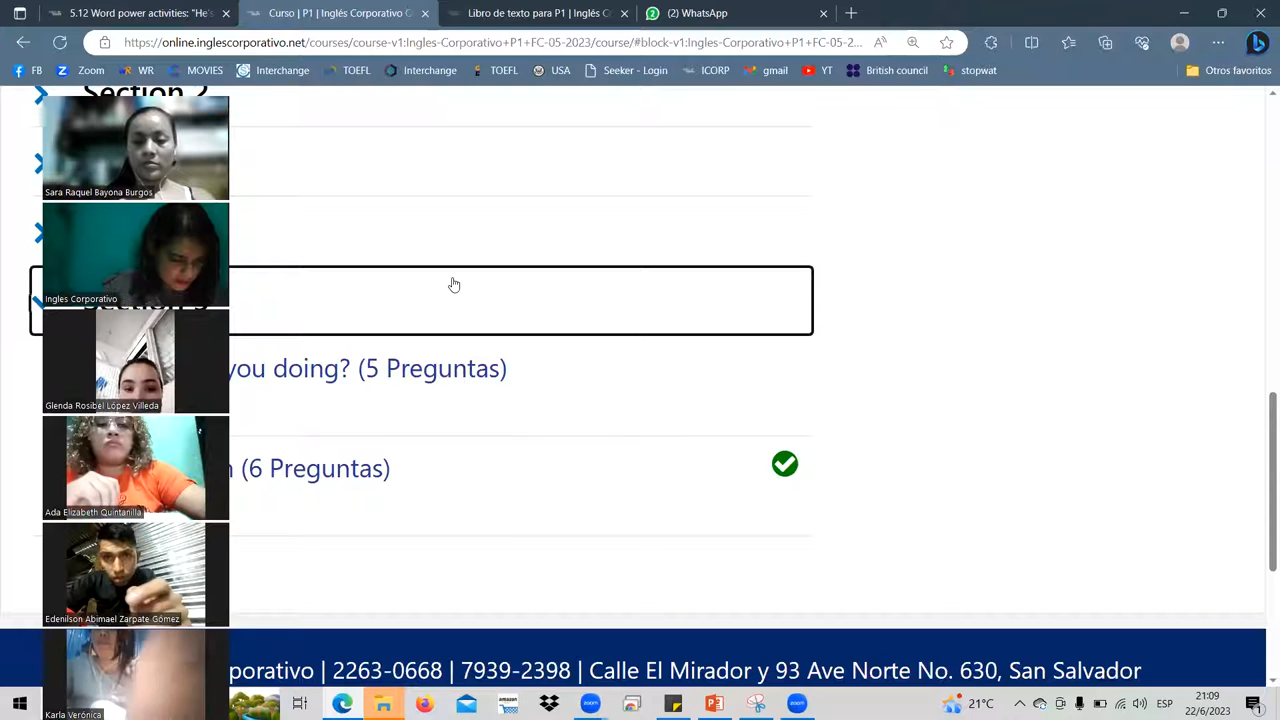 5.12 Word power activities: "He's
Curso | P1 | Inglés Corporativo
Libro de texto para P1 | Inglés C
(2) WhatsApp
https://online.inglescorporativo.net/courses/course-v1:Ingles-Corporativo+P1+FC-05-2023/course/#block-v1:Ingles-Corporativo+P1+FC-05-2...
FB Zoom WR MOVIES Interchange TOEFL Interchange TOEFL USA Seeker - Login ICORP gmail YT British council stopwat Otros favoritos
Section 2
Sara Raquel Bayona Burgos
Ingles Corporativo
you doing? (5 Preguntas)
Glenda Rosibel López Villeda
(6 Preguntas)
Ada Elizabeth Quintanilla
Edenilson Abimael Zarpate Gómez
porativo | 2263-0668 | 7939-2398 | Calle El Mirador y 93 Ave Norte No. 630, San Salvador
Karla Verónica
amazon
21°C
ESP
21:09
22/6/2023